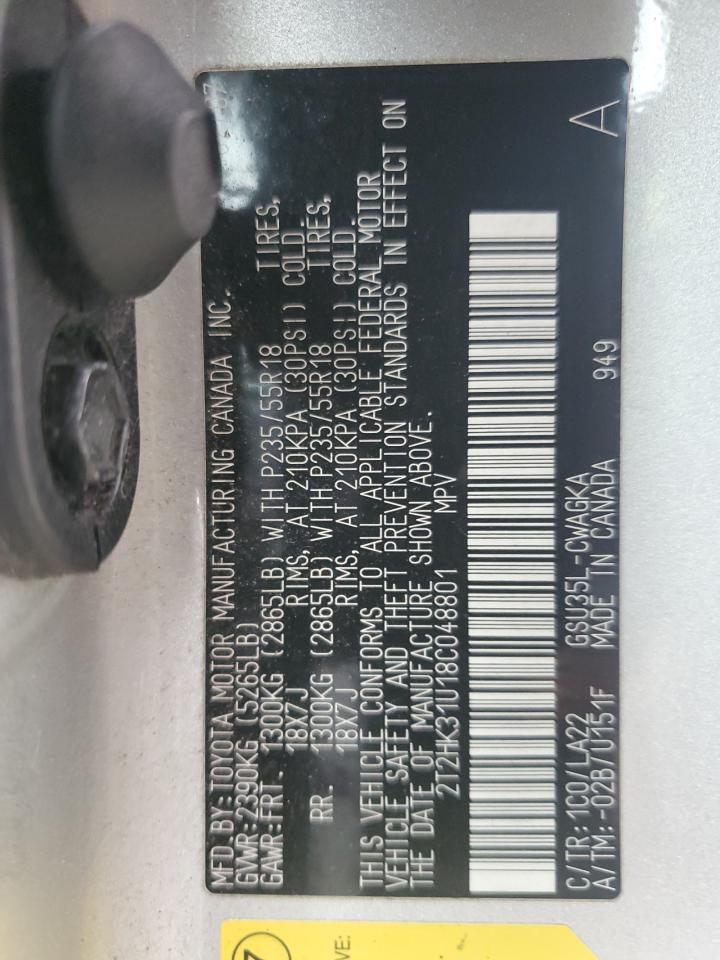 MFD.BY:TOYOTA MOTOR MANUFACTURING CANADA INC.
GVWR:2390KG (5265LB)
GAWR:FRT. 1300KG (2865LB) WITH P235/55R18 TIRES,
18X7J RIMS, AT 210KPA (30PSI) COLD.
RR. 1300KG (2865LB) WITH P235/55R18 TIRES,
18X7J RIMS, AT 210KPA (30PSI) COLD.
THIS VEHICLE CONFORMS TO ALL APPLICABLE FEDERAL MOTOR
VEHICLE SAFETY AND THEFT PREVENTION STANDARDS IN EFFECT ON
THE DATE OF MANUFACTURE SHOWN ABOVE.
2T2HK31U18C048801 MPV
C/TR:1C0/LA22 GSU35L-CWAGKA A
A/TM:-02B/U151F MADE IN CANADA 949
7
VE: